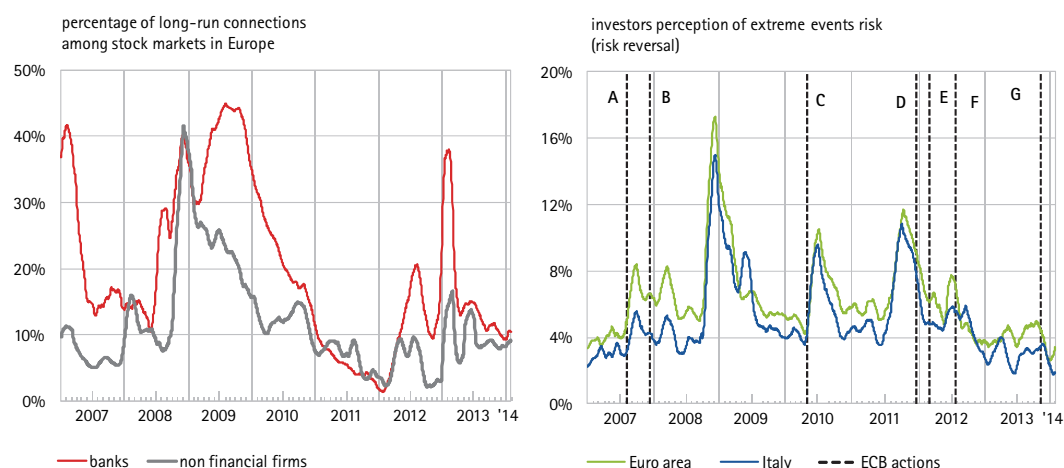 percentage of long-run connections
among stock markets in Europe
50%
40%
30%
20%
10%
0%
2007 2008 2009 2010 2011 2012 2013 '14
banks non financial firms
investors perception of extreme events risk
(risk reversal)
20%
16%
12%
8%
4%
0%
A B C D E F G
2007 2008 2009 2010 2011 2012 2013 '14
Euro area Italy ECB actions